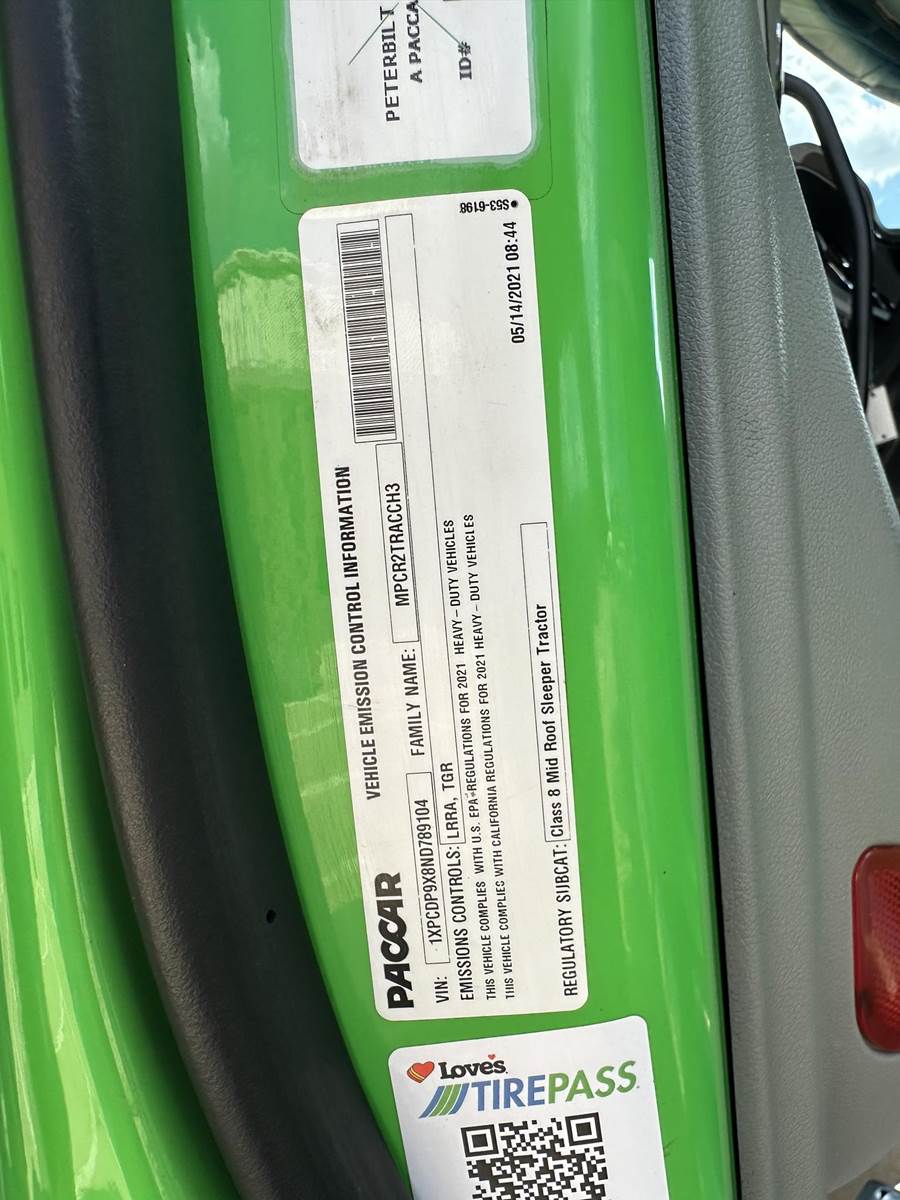 PETERBILT
A PACCA
ID#
S53-6198
VEHICLE EMISSION CONTROL INFORMATION
PACCAR
VIN: 1XPCDP9X8ND789104 FAMILY NAME: MPCR2TRACCH3
EMISSIONS CONTROLS: LRRA, TGR
THIS VEHICLE COMPLIES WITH U.S. EPA REGULATIONS FOR 2021 HEAVY-DUTY VEHICLES
THIS VEHICLE COMPLIES WITH CALIFORNIA REGULATIONS FOR 2021 HEAVY-DUTY VEHICLES
05/14/2021 08:44
REGULATORY SUBCAT: Class 8 Mid Roof Sleeper Tractor
Love's
TIREPASS